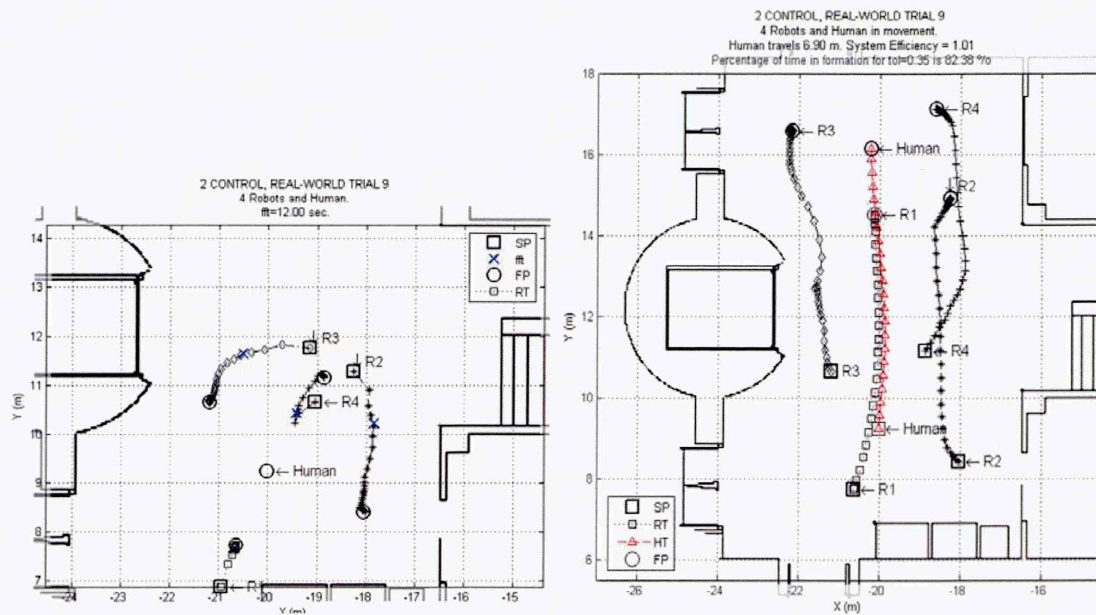 2 CONTROL, REAL-WORLD TRIAL 9
4 Robots and Human.
fft=12.00 sec.
14
13
12
11
10
9
8
7
Y (m)
SP
fft
FP
RT
R3
R2
R4
Human
-24
-23
-22
-21
-20
-19
-18
-17
-16
-15
X (m)
2 CONTROL, REAL-WORLD TRIAL 9
4 Robots and Human in movement.
Human travels 6.90 m. System Efficiency = 1.01
Percentage of time in formation for tol=0.35 is 82.38 %
18
16
14
12
10
8
6
Y (m)
R4
R3
Human
R2
R1
R4
R3
Human
R2
R1
SP
RT
HT
FP
-26
-24
-22
-20
-18
-16
X (m)